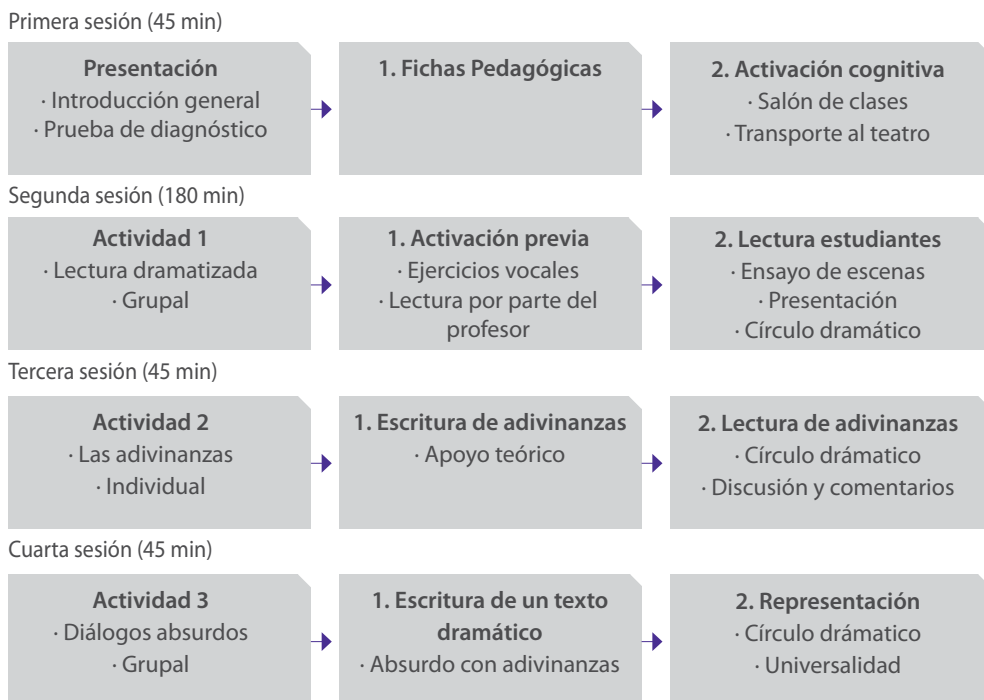 Primera sesión (45 min)
Presentación
· Introducción general
· Prueba de diagnóstico
1. Fichas Pedagógicas
2. Activación cognitiva
· Salón de clases
· Transporte al teatro
Segunda sesión (180 min)
Actividad 1
· Lectura dramatizada
· Grupal
1. Activación previa
· Ejercicios vocales
· Lectura por parte del
profesor
2. Lectura estudiantes
· Ensayo de escenas
· Presentación
· Círculo dramático
Tercera sesión (45 min)
Actividad 2
· Las adivinanzas
· Individual
1. Escritura de adivinanzas
· Apoyo teórico
2. Lectura de adivinanzas
· Círculo drámatico
· Discusión y comentarios
Cuarta sesión (45 min)
Actividad 3
· Diálogos absurdos
· Grupal
1. Escritura de un texto
dramático
· Absurdo con adivinanzas
2. Representación
· Círculo drámatico
· Universalidad